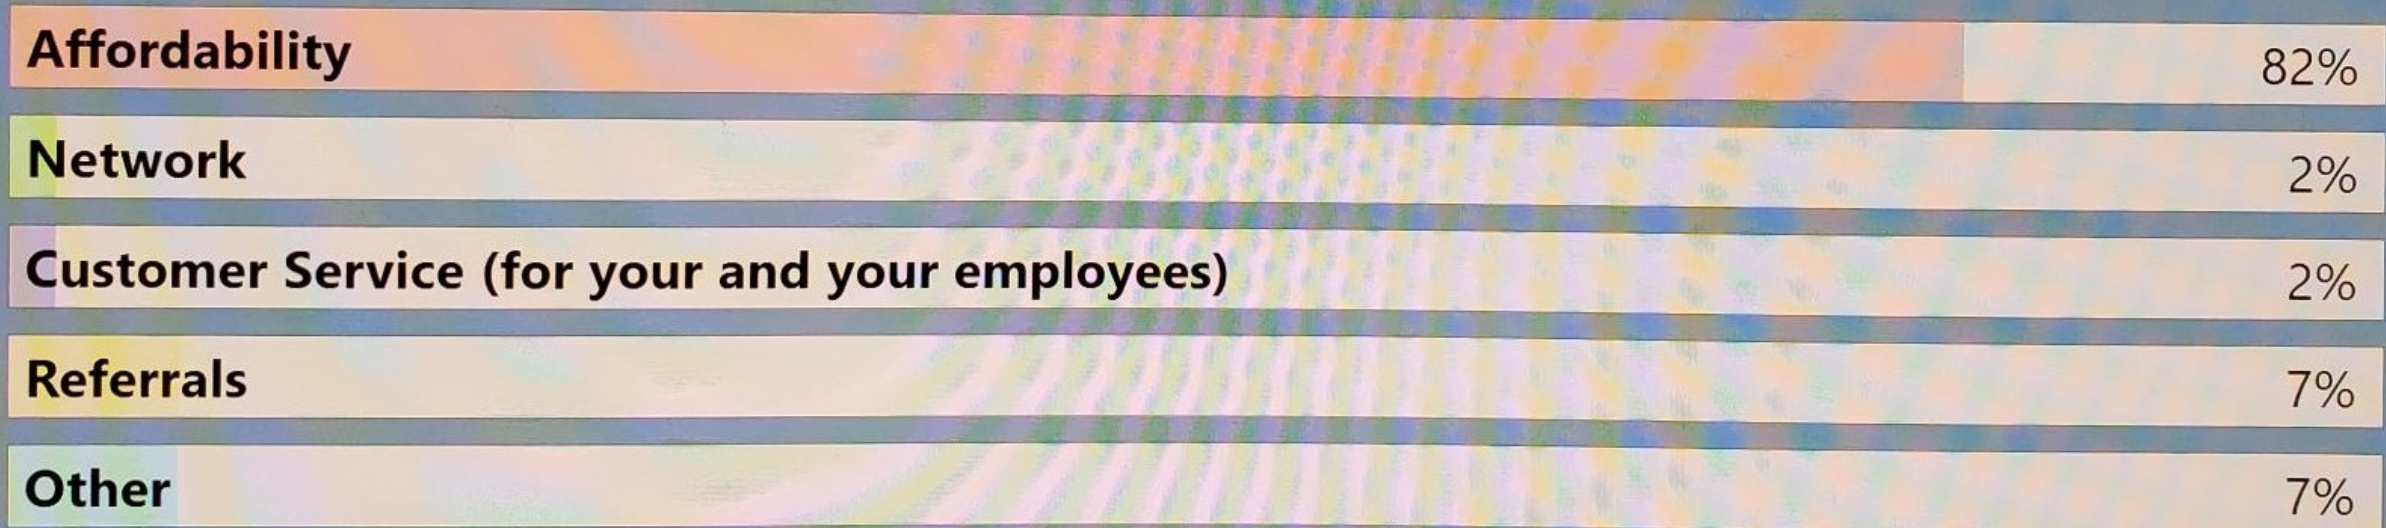 Affordability 82%
Network 2%
Customer Service (for your and your employees) 2%
Referrals 7%
Other 7%